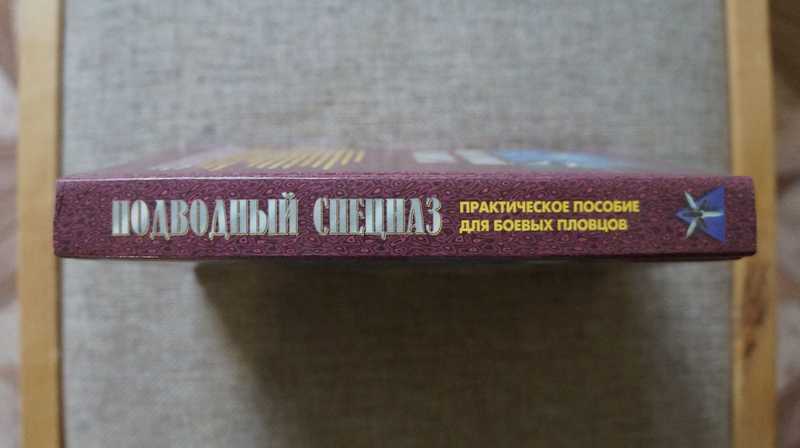 ПОДВОДНЫЙ СПЕЦНАЗ
ПРАКТИЧЕСКОЕ ПОСОБИЕ
ДЛЯ БОЕВЫХ ПЛОВЦОВ